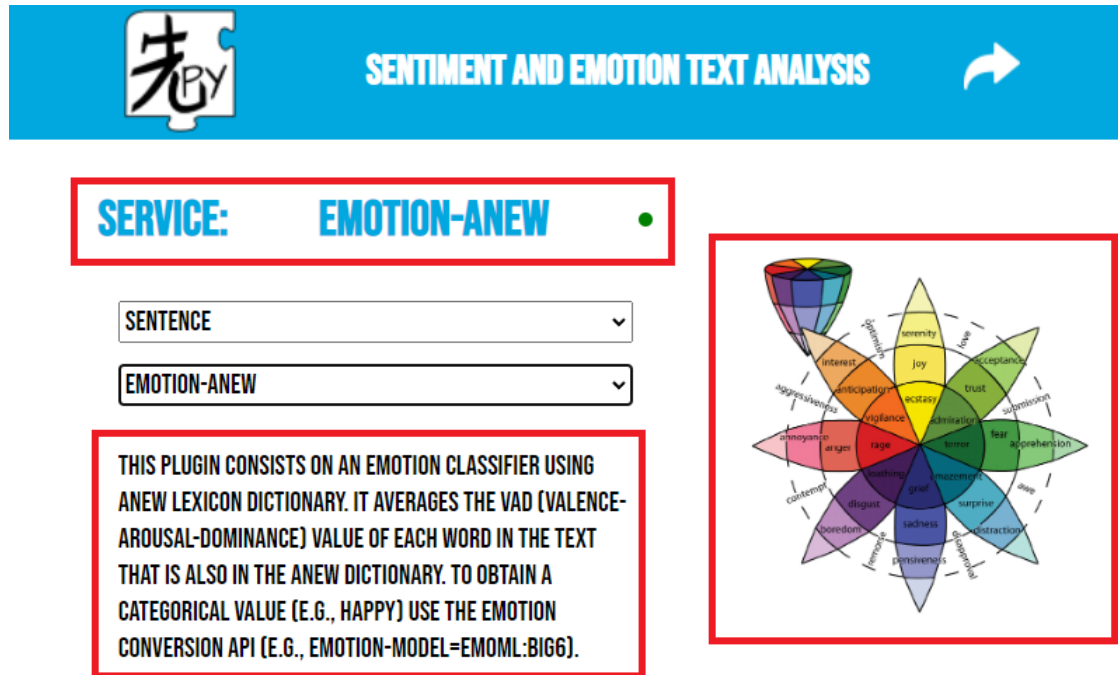 先PY
SENTIMENT AND EMOTION TEXT ANALYSIS
SERVICE: EMOTION-ANEW
SENTENCE
EMOTION-ANEW
THIS PLUGIN CONSISTS ON AN EMOTION CLASSIFIER USING
ANEW LEXICON DICTIONARY. IT AVERAGES THE VAD (VALENCE-
AROUSAL-DOMINANCE) VALUE OF EACH WORD IN THE TEXT
THAT IS ALSO IN THE ANEW DICTIONARY. TO OBTAIN A
CATEGORICAL VALUE (E.G., HAPPY) USE THE EMOTION
CONVERSION API (E.G., EMOTION-MODEL=EMOML:BIG6).
optimism
serenity
love
interest
joy
acceptance
anticipation
trust
aggressiveness
ecstasy
submission
vigilance
admiration
annoyance
anger
rage
terror
fear
apprehension
loathing
grief
amazement
contempt
disgust
surprise
awe
boredom
sadness
distraction
remorse
pensiveness
disapproval